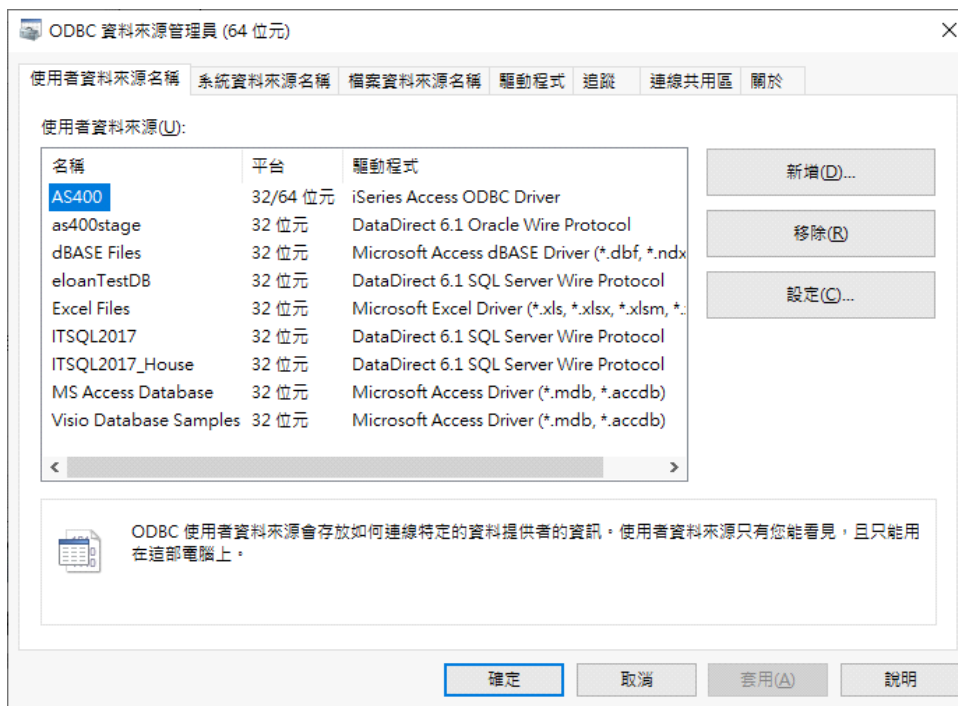 ODBC 資料來源管理員 (64 位元)
使用者資料來源名稱 系統資料來源名稱 檔案資料來源名稱 驅動程式 追蹤 連線共用區 關於
使用者資料來源(U):
名稱 平台 驅動程式
AS400 32/64 位元 iSeries Access ODBC Driver
as400stage 32 位元 DataDirect 6.1 Oracle Wire Protocol
dBASE Files 32 位元 Microsoft Access dBASE Driver (*.dbf, *.ndx
eloanTestDB 32 位元 DataDirect 6.1 SQL Server Wire Protocol
Excel Files 32 位元 Microsoft Excel Driver (*.xls, *.xlsx, *.xlsm, *.
ITSQL2017 32 位元 DataDirect 6.1 SQL Server Wire Protocol
ITSQL2017_House 32 位元 DataDirect 6.1 SQL Server Wire Protocol
MS Access Database 32 位元 Microsoft Access Driver (*.mdb, *.accdb)
Visio Database Samples 32 位元 Microsoft Access Driver (*.mdb, *.accdb)
新增(D)...
移除(R)
設定(C)...
ODBC 使用者資料來源會存放如何連線特定的資料提供者的資訊。使用者資料來源只有您能看見，且只能用
在這部電腦上。
確定 取消 套用(A) 說明